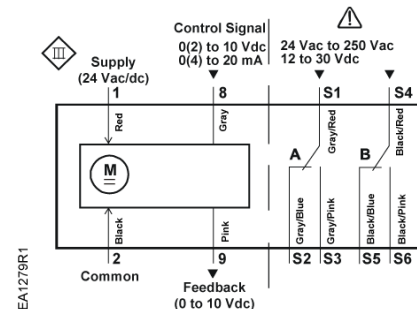 III
Supply
(24 Vac/dc)
Control Signal
0(2) to 10 Vdc
0(4) to 20 mA
24 Vac to 250 Vac
12 to 30 Vdc
1
8
S1
S4
Red
Gray
Gray/Red
Black/Red
M
A
B
Black
Pink
Gray/Blue
Gray/Pink
Black/Blue
Black/Pink
2
9
S2
S3
S5
S6
Common
Feedback
(0 to 10 Vdc)
EA1279R1